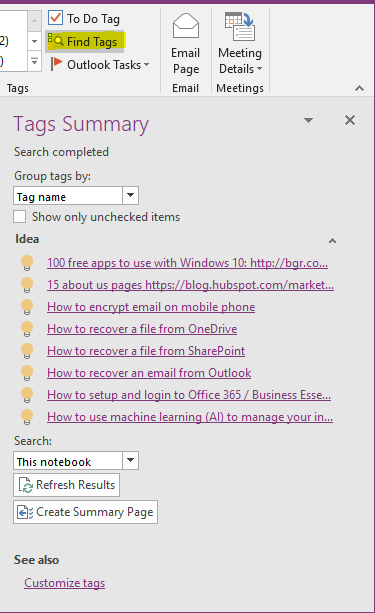 To Do Tag
2)
Find Tags
)
Outlook Tasks
Email
Page
Meeting
Details
Tags
Email
Meetings
Tags Summary
Search completed
Group tags by:
Tag name
Show only unchecked items
Idea
100 free apps to use with Windows 10: http://bgr.co...
15 about us pages https://blog.hubspot.com/market...
How to encrypt email on mobile phone
How to recover a file from OneDrive
How to recover a file from SharePoint
How to recover an email from Outlook
How to setup and login to Office 365 / Business Esse...
How to use machine learning (AI) to manage your in...
Search:
This notebook
Refresh Results
Create Summary Page
See also
Customize tags